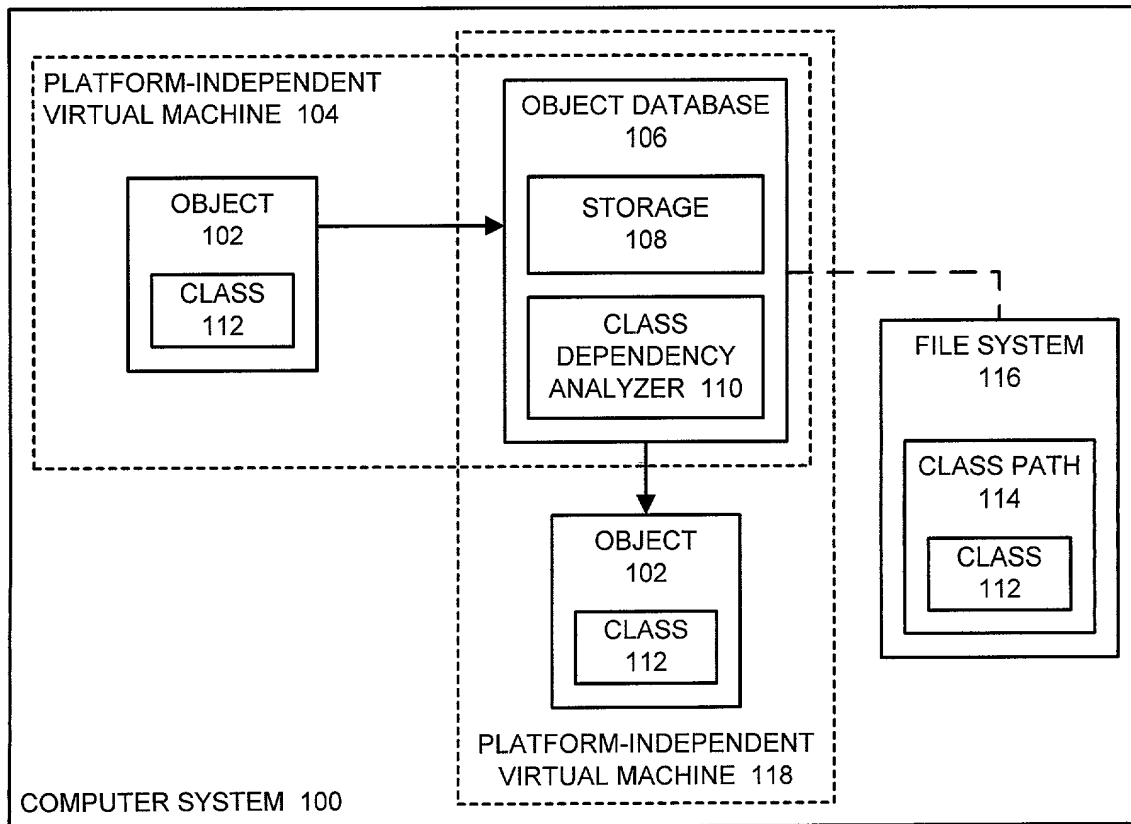 PLATFORM-INDEPENDENT
VIRTUAL MACHINE 104
OBJECT
102
CLASS
112
OBJECT DATABASE
106
STORAGE
108
CLASS
DEPENDENCY
ANALYZER 110
FILE SYSTEM
116
CLASS PATH
114
CLASS
112
OBJECT
102
CLASS
112
PLATFORM-INDEPENDENT
VIRTUAL MACHINE 118
COMPUTER SYSTEM 100